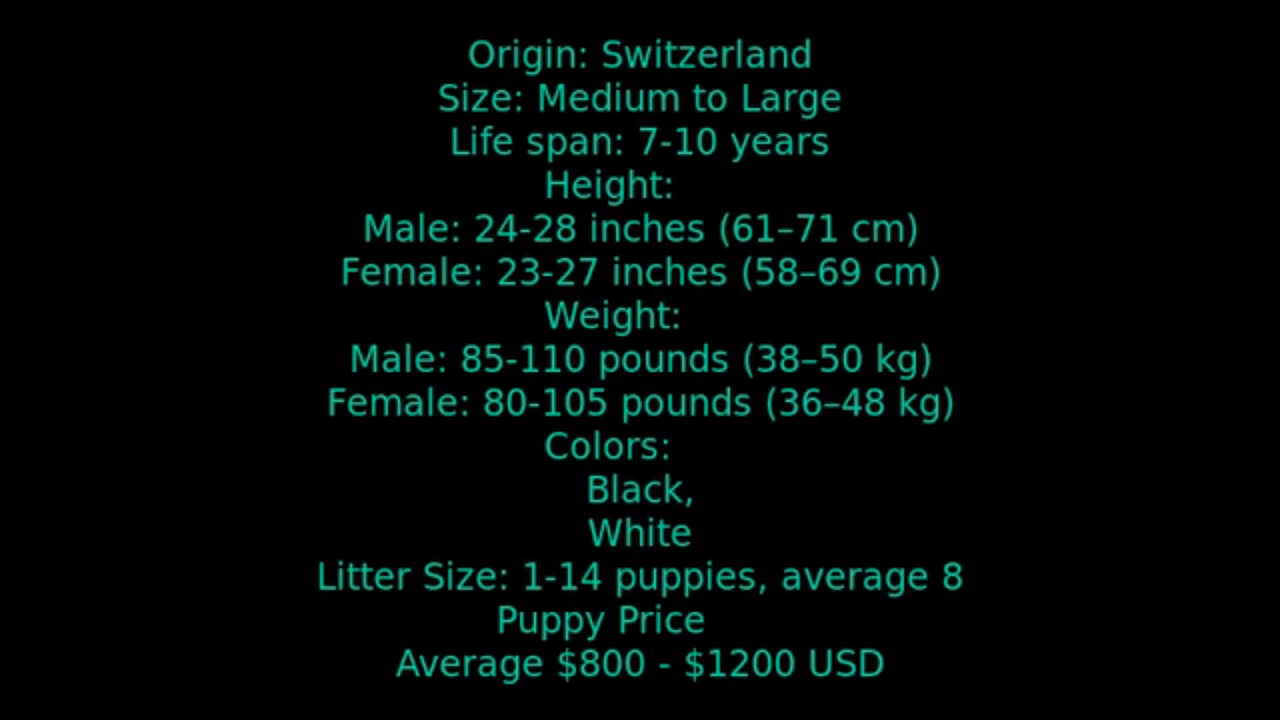 Origin: Switzerland
Size: Medium to Large
Life span: 7-10 years
Height:
Male: 24-28 inches (61–71 cm)
Female: 23-27 inches (58–69 cm)
Weight:
Male: 85-110 pounds (38–50 kg)
Female: 80-105 pounds (36–48 kg)
Colors:
Black,
White
Litter Size: 1-14 puppies, average 8
Puppy Price
Average $800 - $1200 USD